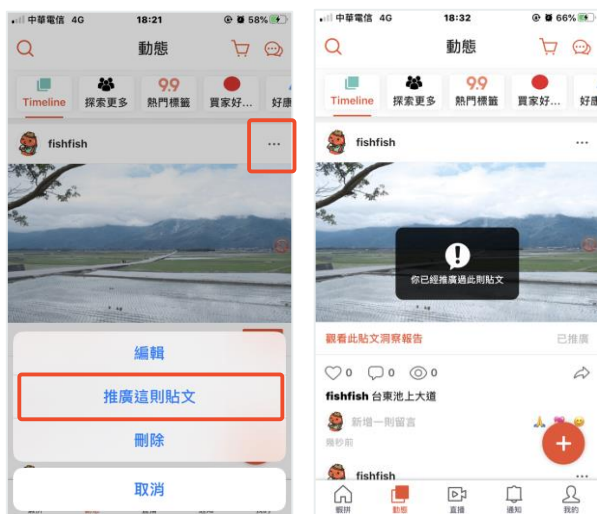 中華電信 4G 18:21 58%
動態
9.9
Timeline 探索更多 熱門標籤 買家好... 好康
fishfish ...
編輯
推廣這則貼文
刪除
取消
動態
中華電信 4G 18:32 66%
動態
9.9
Timeline 探索更多 熱門標籤 買家好... 好康
fishfish ...
你已經推廣過此則貼文
觀看此貼文洞察報告 已推廣
0 0 0
fishfish 台東池上大道
新增一則留言
幾秒前
fishfish ...
蝦拼 動態 直播 通知 我的